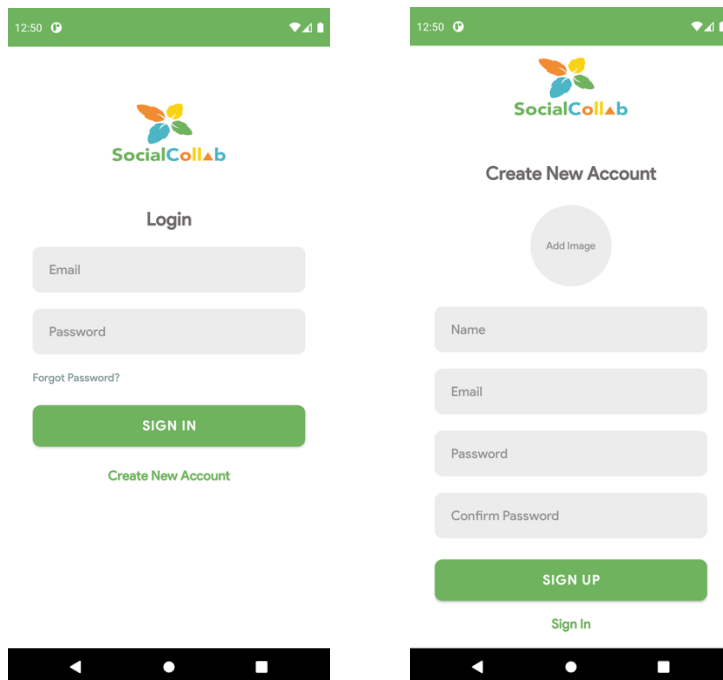 12:50
SocialCollab
Login
Email
Password
Forgot Password?
SIGN IN
Create New Account
12:50
SocialCollab
Create New Account
Add Image
Name
Email
Password
Confirm Password
SIGN UP
Sign In